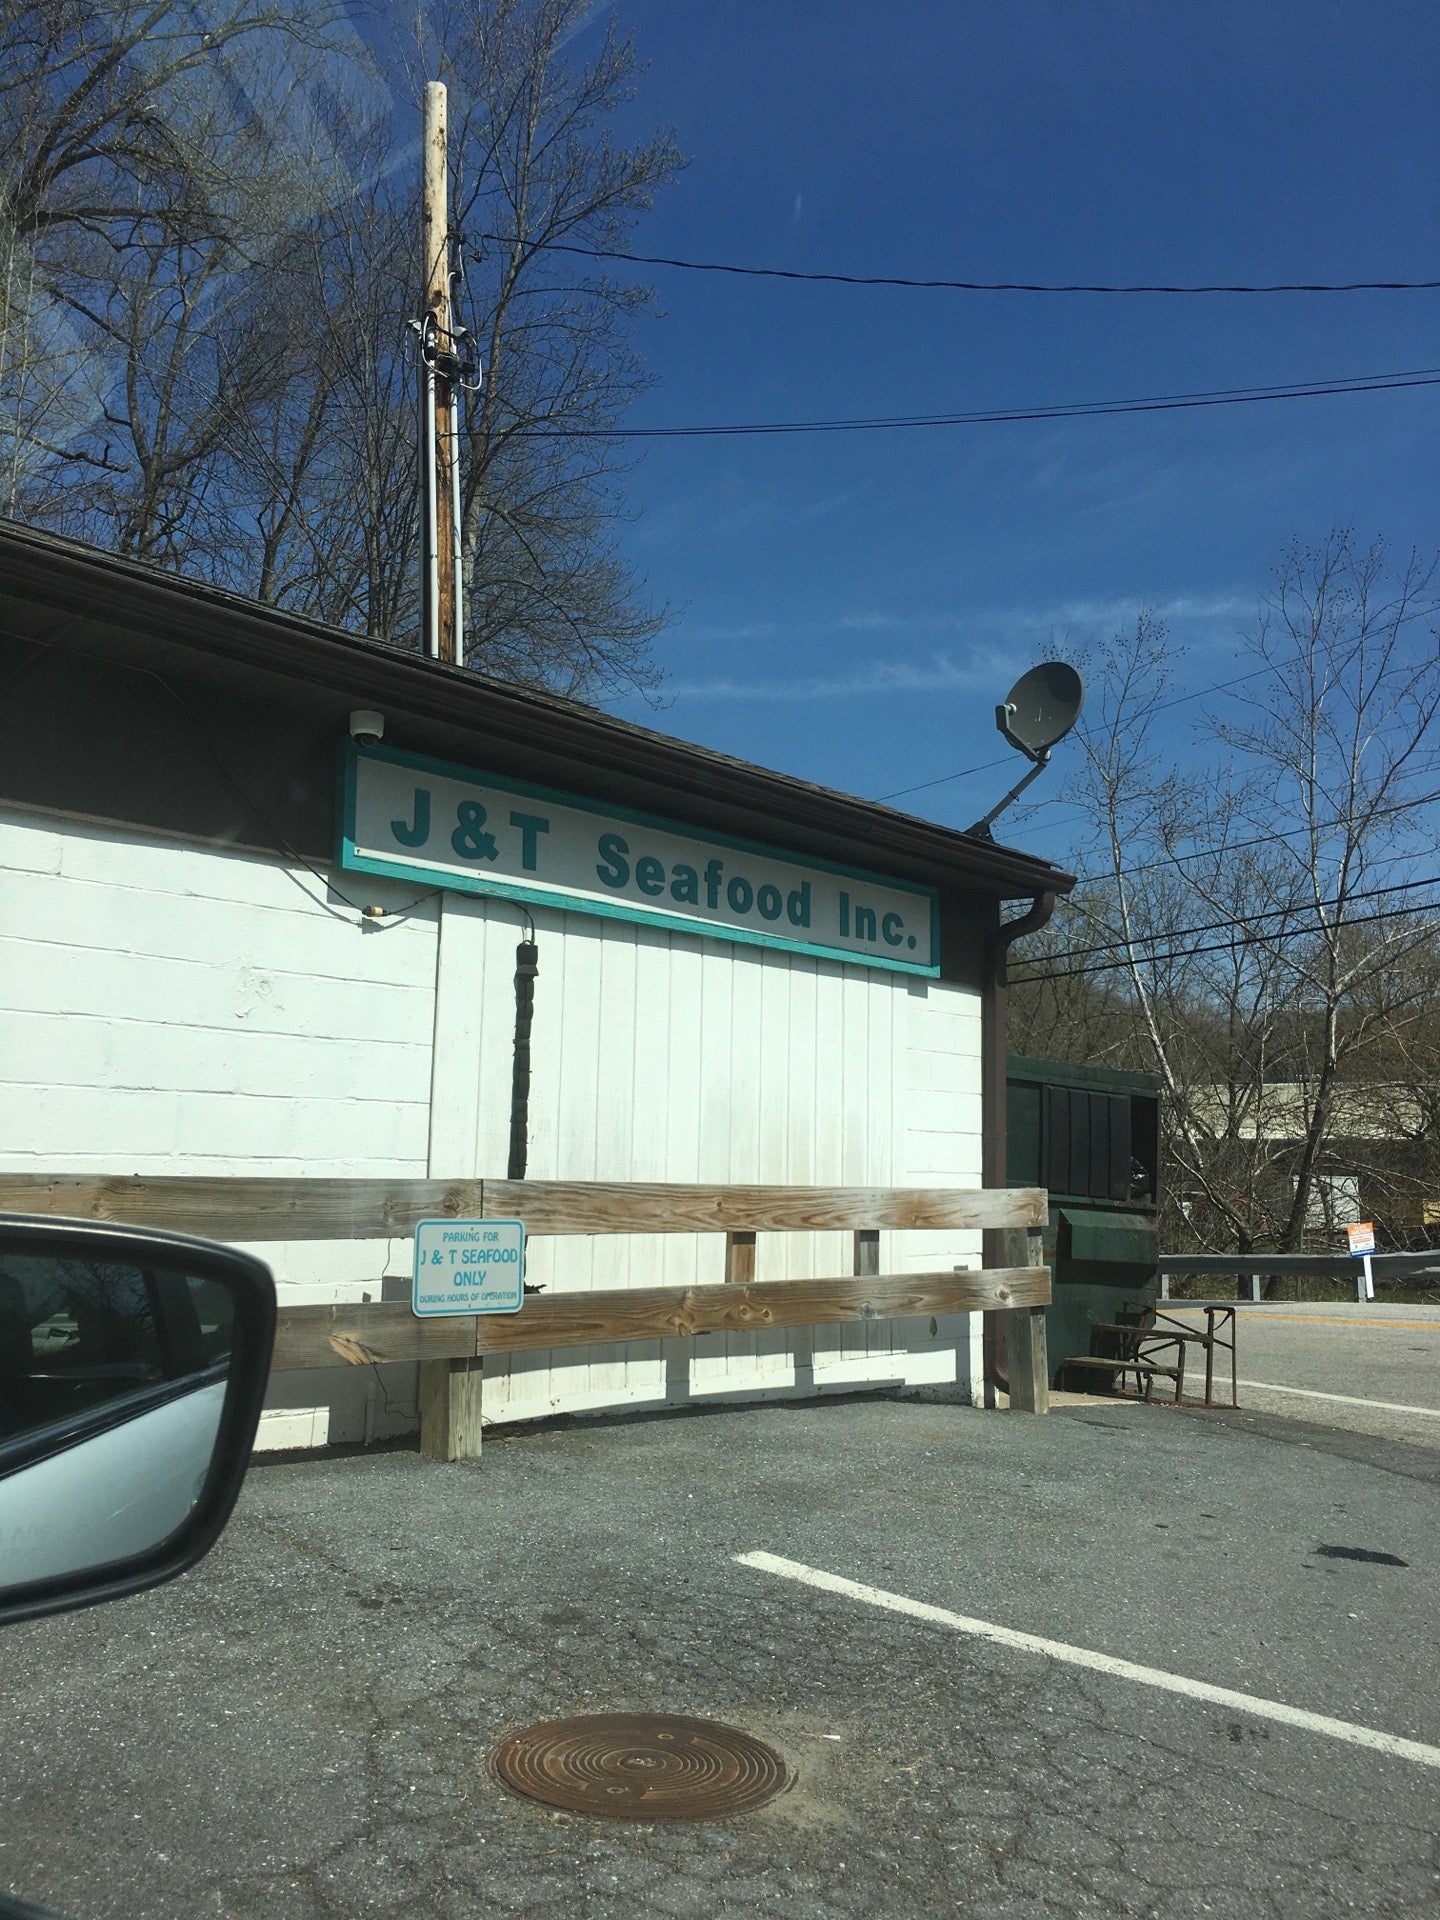 J&T Seafood Inc.
PARKING FOR
J & T SEAFOOD
ONLY
DURING HOURS OF OPERATION